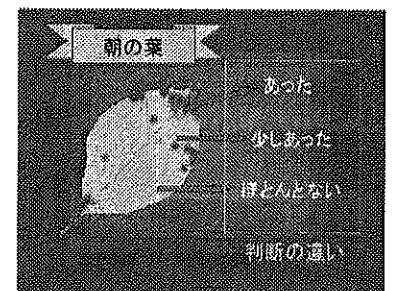 朝の葉
あった
少しあった
ほとんどない
判断の違い